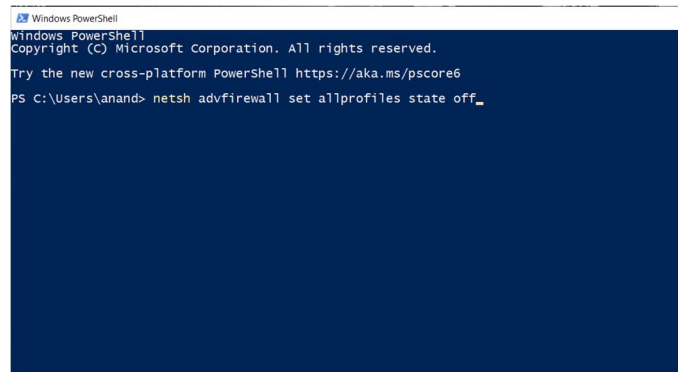 Windows PowerShell
Windows PowerShell
Copyright (C) Microsoft Corporation. All rights reserved.
Try the new cross-platform PowerShell https://aka.ms/pscore6
PS C:\Users\anand> netsh advfirewall set allprofiles state off